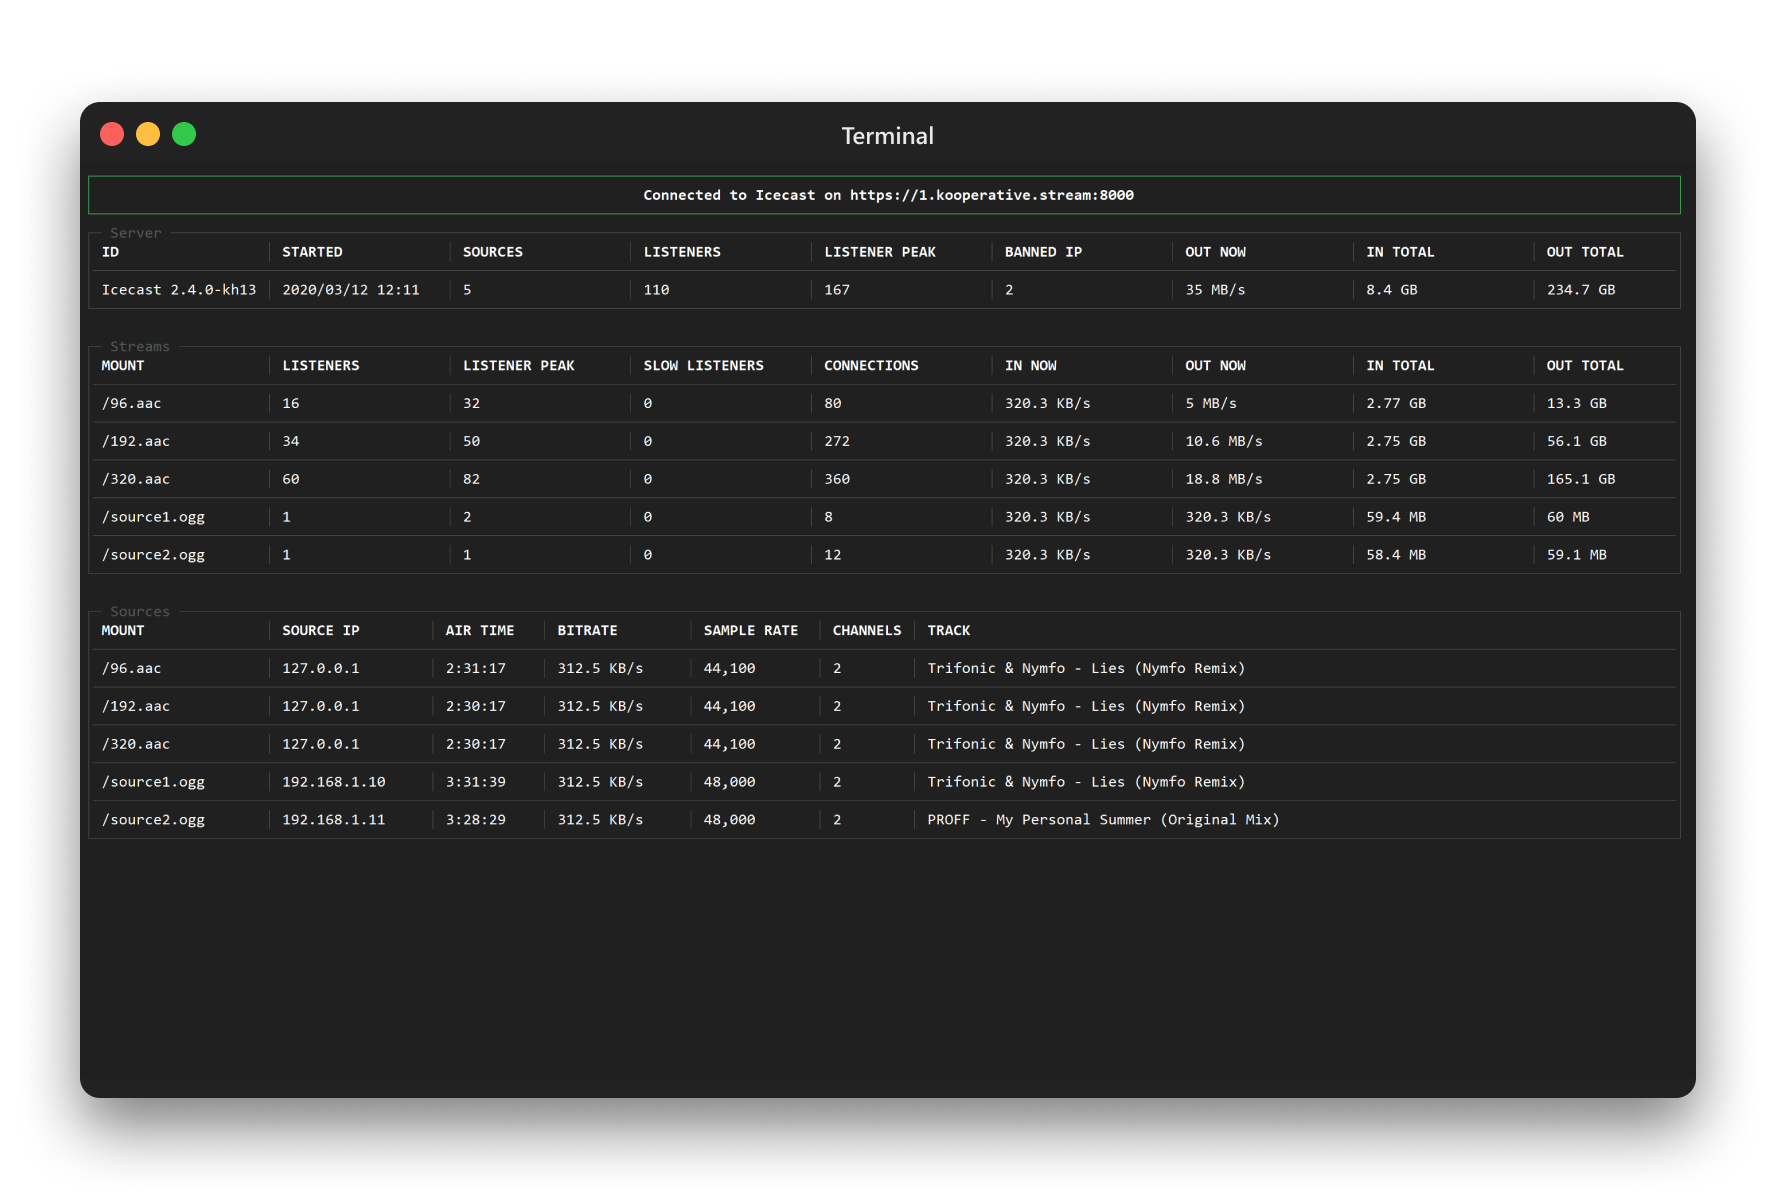 Terminal
Connected to Icecast on https://1.kooperative.stream:8000
Server
ID STARTED SOURCES LISTENERS LISTENER PEAK BANNED IP OUT NOW IN TOTAL OUT TOTAL
Icecast 2.4.0-kh13 2020/03/12 12:11 5 110 167 2 35 MB/s 8.4 GB 234.7 GB
Streams
MOUNT LISTENERS LISTENER PEAK SLOW LISTENERS CONNECTIONS IN NOW OUT NOW IN TOTAL OUT TOTAL
/96.aac 16 32 0 80 320.3 KB/s 5 MB/s 2.77 GB 13.3 GB
/192.aac 34 50 0 272 320.3 KB/s 10.6 MB/s 2.75 GB 56.1 GB
/320.aac 60 82 0 360 320.3 KB/s 18.8 MB/s 2.75 GB 165.1 GB
/source1.ogg 1 2 0 8 320.3 KB/s 320.3 KB/s 59.4 MB 60 MB
/source2.ogg 1 1 0 12 320.3 KB/s 320.3 KB/s 58.4 MB 59.1 MB
Sources
MOUNT SOURCE IP AIR TIME BITRATE SAMPLE RATE CHANNELS TRACK
/96.aac 127.0.0.1 2:31:17 312.5 KB/s 44,100 2 Trifonic & Nymfo - Lies (Nymfo Remix)
/192.aac 127.0.0.1 2:30:17 312.5 KB/s 44,100 2 Trifonic & Nymfo - Lies (Nymfo Remix)
/320.aac 127.0.0.1 2:30:17 312.5 KB/s 44,100 2 Trifonic & Nymfo - Lies (Nymfo Remix)
/source1.ogg 192.168.1.10 3:31:39 312.5 KB/s 48,000 2 Trifonic & Nymfo - Lies (Nymfo Remix)
/source2.ogg 192.168.1.11 3:28:29 312.5 KB/s 48,000 2 PROFF - My Personal Summer (Original Mix)